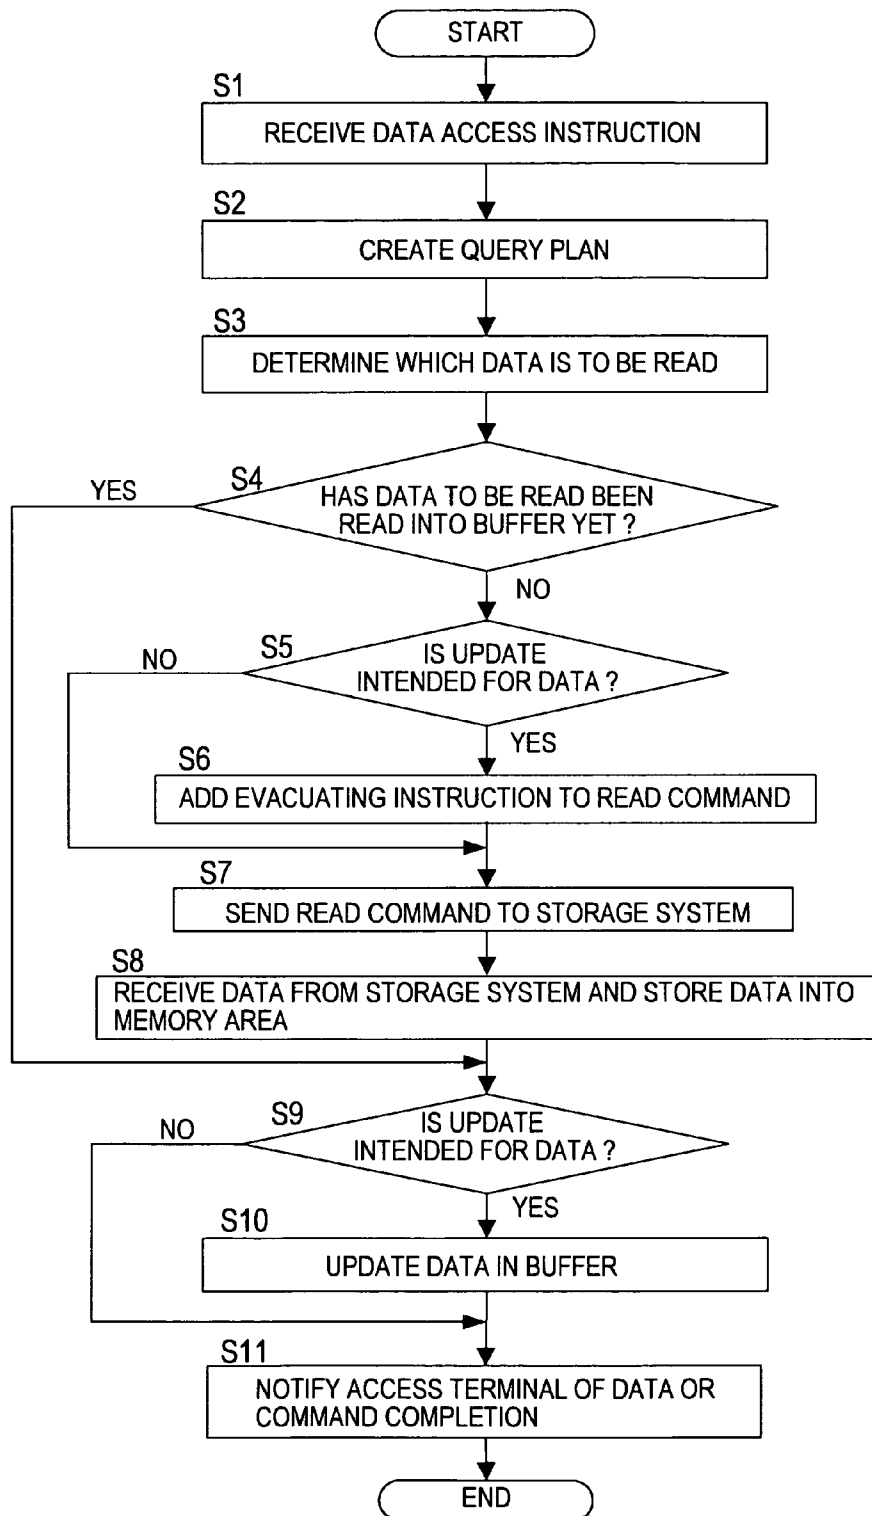 START
S1
RECEIVE DATA ACCESS INSTRUCTION
S2
CREATE QUERY PLAN
S3
DETERMINE WHICH DATA IS TO BE READ
S4
YES
HAS DATA TO BE READ BEEN
READ INTO BUFFER YET ?
NO
S5
NO
IS UPDATE
INTENDED FOR DATA ?
YES
S6
ADD EVACUATING INSTRUCTION TO READ COMMAND
S7
SEND READ COMMAND TO STORAGE SYSTEM
S8
RECEIVE DATA FROM STORAGE SYSTEM AND STORE DATA INTO
MEMORY AREA
S9
NO
IS UPDATE
INTENDED FOR DATA ?
YES
S10
UPDATE DATA IN BUFFER
S11
NOTIFY ACCESS TERMINAL OF DATA OR
COMMAND COMPLETION
END